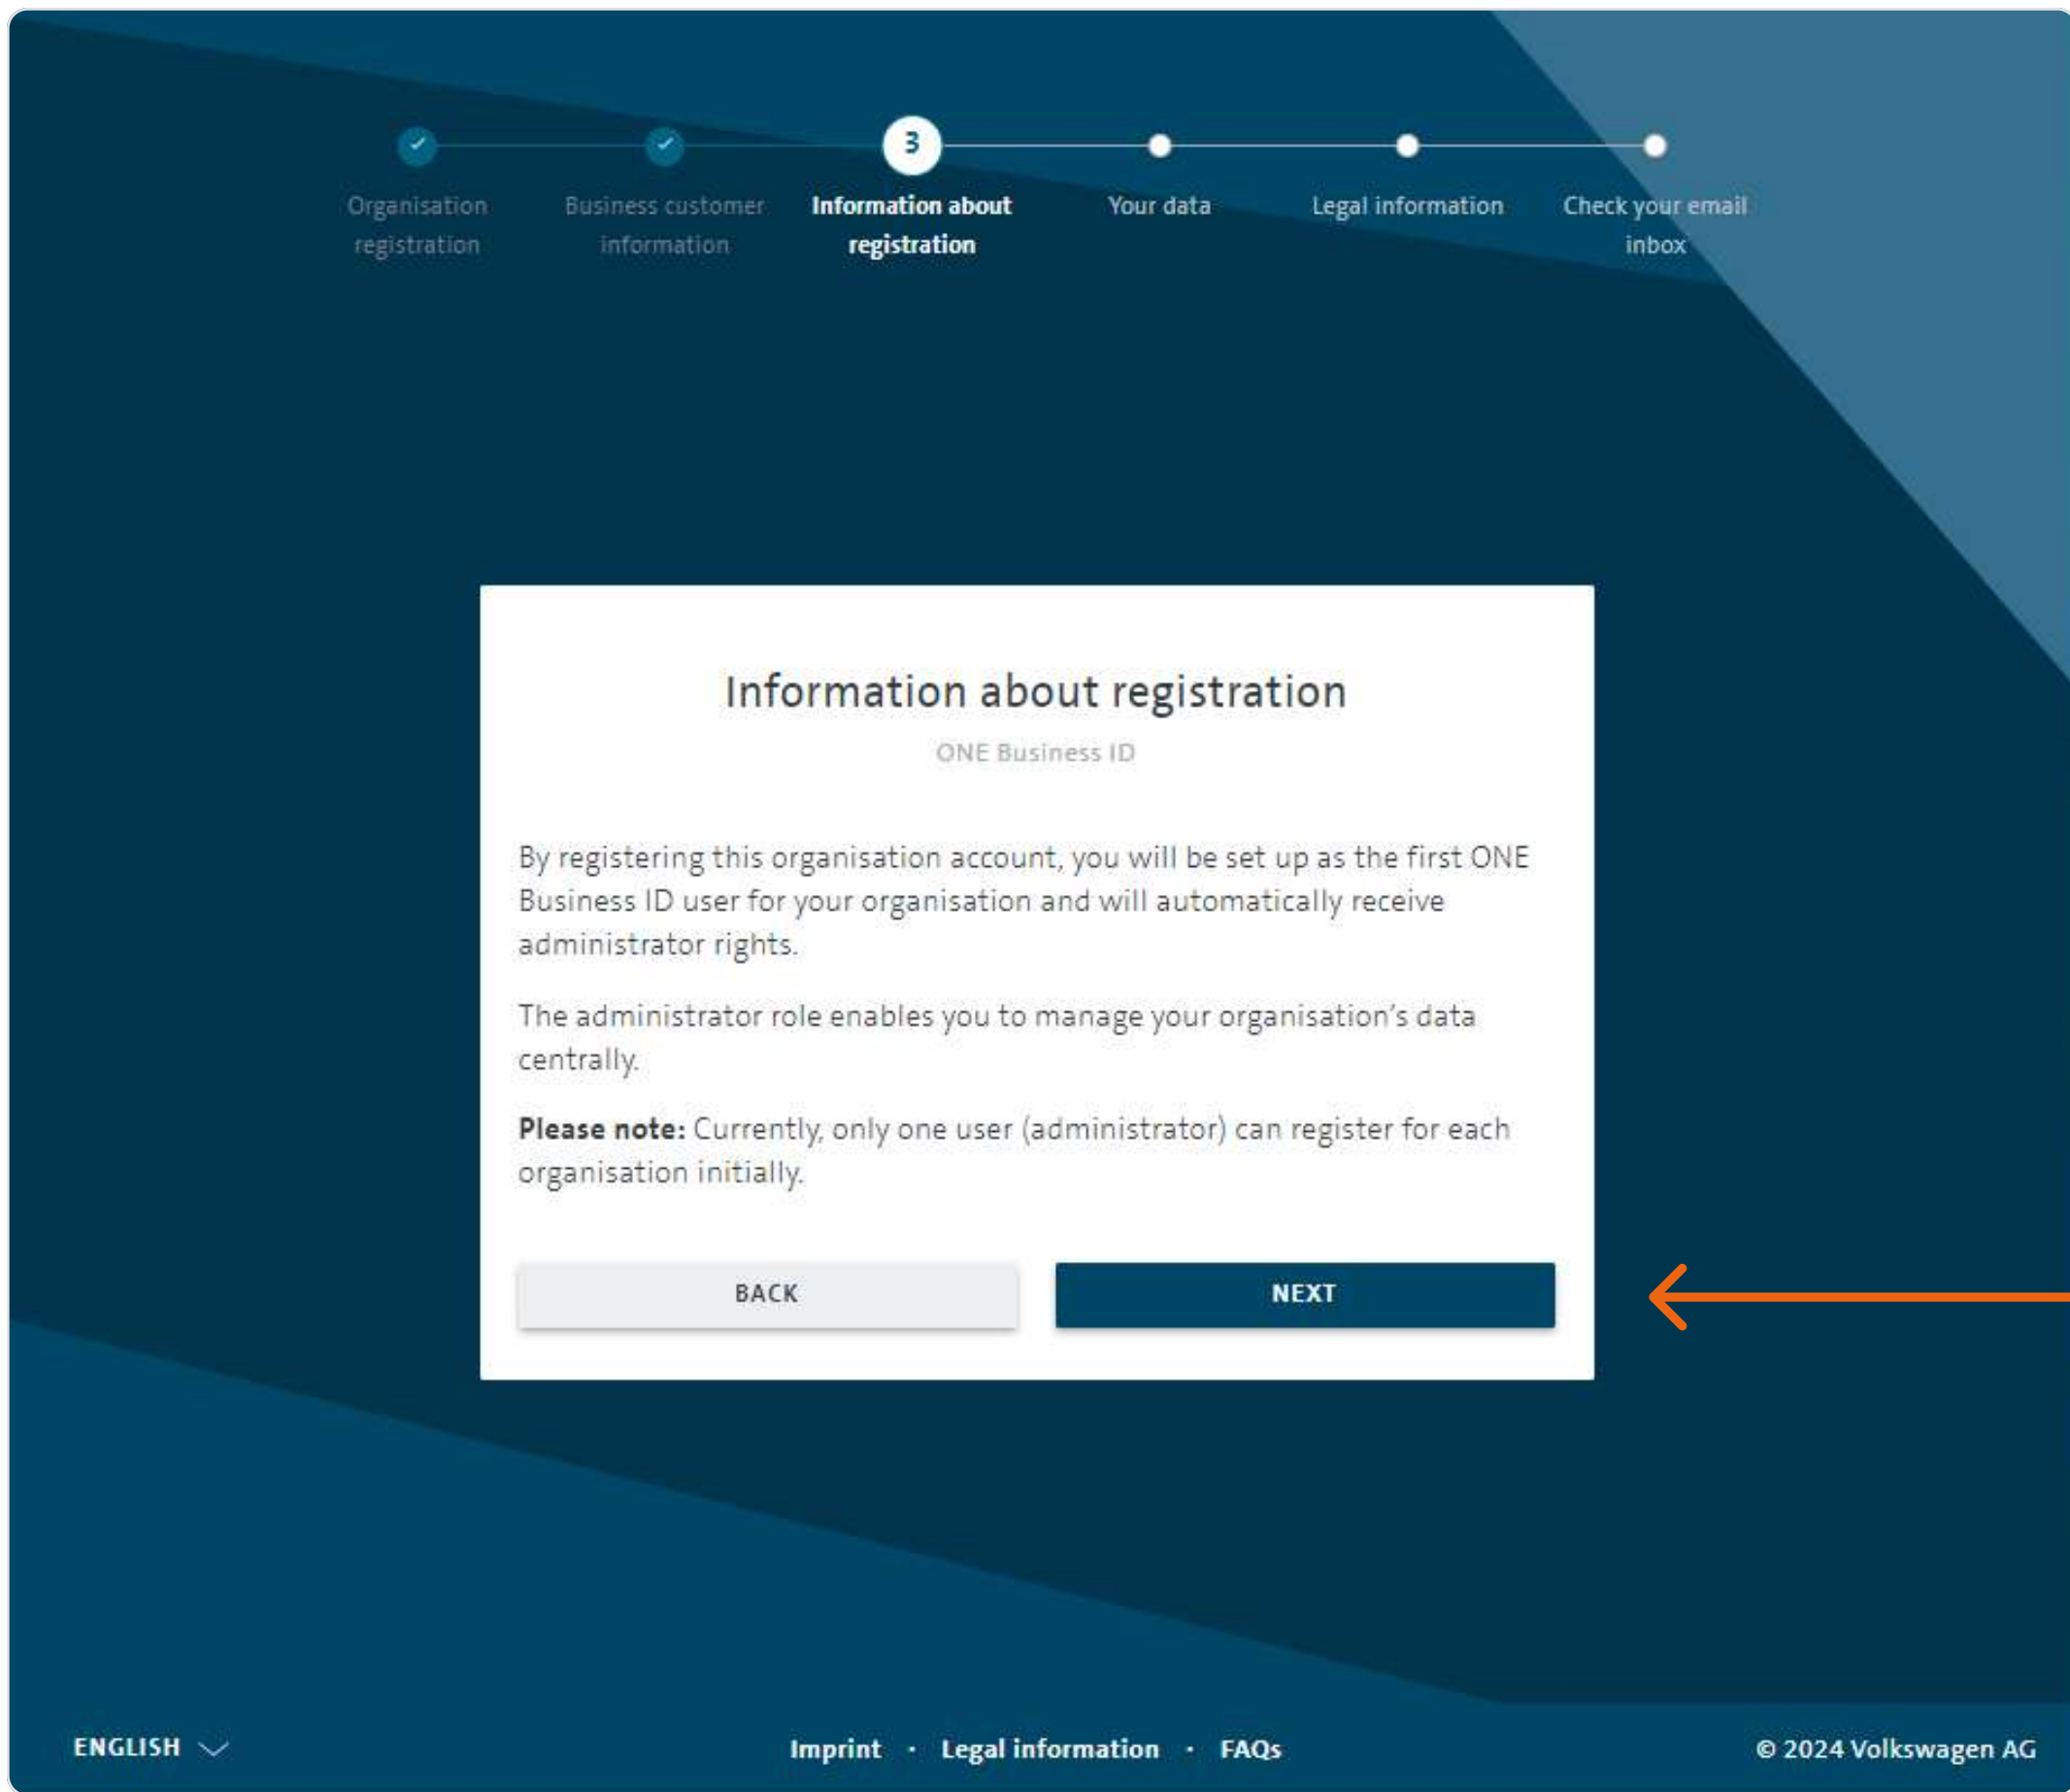 3
Organisation
registration
Business customer
information
Information about
registration
Your data
Legal information
Check your email
inbox
Information about registration
ONE Business ID
By registering this organisation account, you will be set up as the first ONE
Business ID user for your organisation and will automatically receive
administrator rights.
The administrator role enables you to manage your organisation’s data
centrally.
Please note: Currently, only one user (administrator) can register for each
organisation initially.
BACK
NEXT
ENGLISH
Imprint · Legal information · FAQs
© 2024 Volkswagen AG